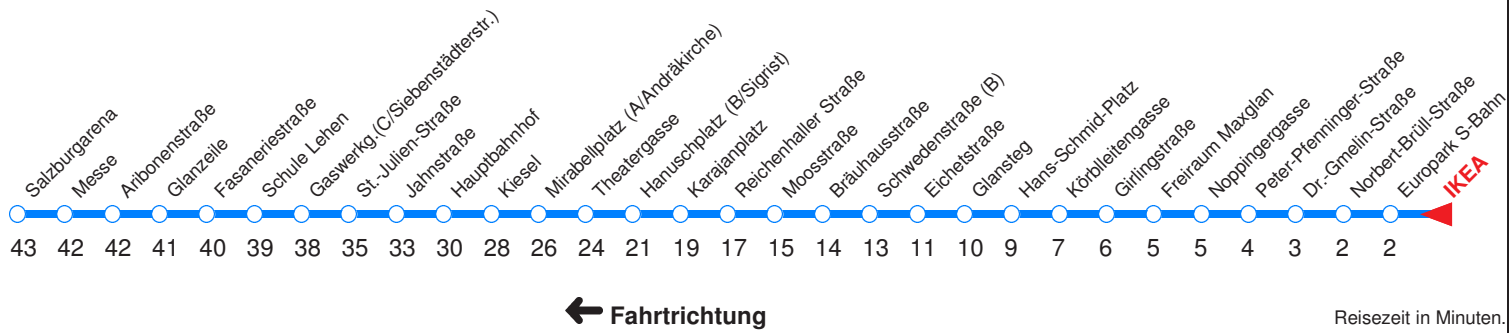 Salzburgarena
Messe
Aribonenstraße
Glanzeile
Fasaneriestraße
Schule Lehen
Gaswerkg.(C/Siebenstädterstr.)
St.-Julien-Straße
Jahnstraße
Hauptbahnhof
Kiesel
Mirabellplatz (A/Andräkirche)
Theatergasse
Hanuschplatz (B/Sigrist)
Karajanplatz
Reichenhaller Straße
Moosstraße
Bräuhausstraße
Schwedenstraße (B)
Eichetstraße
Glansteg
Hans-Schmid-Platz
Körblleitengasse
Girlingstraße
Freiraum Maxglan
Noppingergasse
Peter-Pfenninger-Straße
Dr.-Gmelin-Straße
Norbert-Brüll-Straße
Europark S-Bahn
IKEA
43 42 42 41 40 39 38 35 33 30 28 26 24 21 19 17 15 14 13 11 10 9 7 6 5 5 4 3 2 2
Fahrtrichtung
Reisezeit in Minuten.